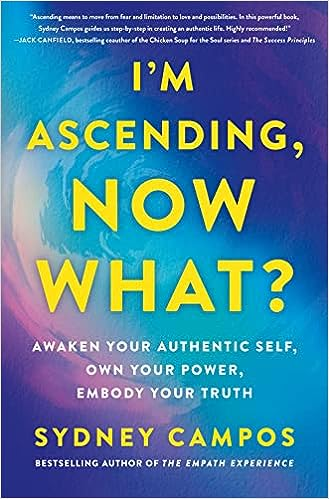 "Ascending means to move from fear and limitation to love and possibilities. In this powerful book,
Sydney Campos guides us step-by-step in creating an authentic life. Highly recommended!"
—JACK CANFIELD, bestselling coauthor of the Chicken Soup for the Soul series and The Success Principles
I'M
ASCENDING,
NOW
WHAT?
AWAKEN YOUR AUTHENTIC SELF,
OWN YOUR POWER,
EMBODY YOUR TRUTH
SYDNEY CAMPOS
BESTSELLING AUTHOR OF THE EMPATH EXPERIENCE